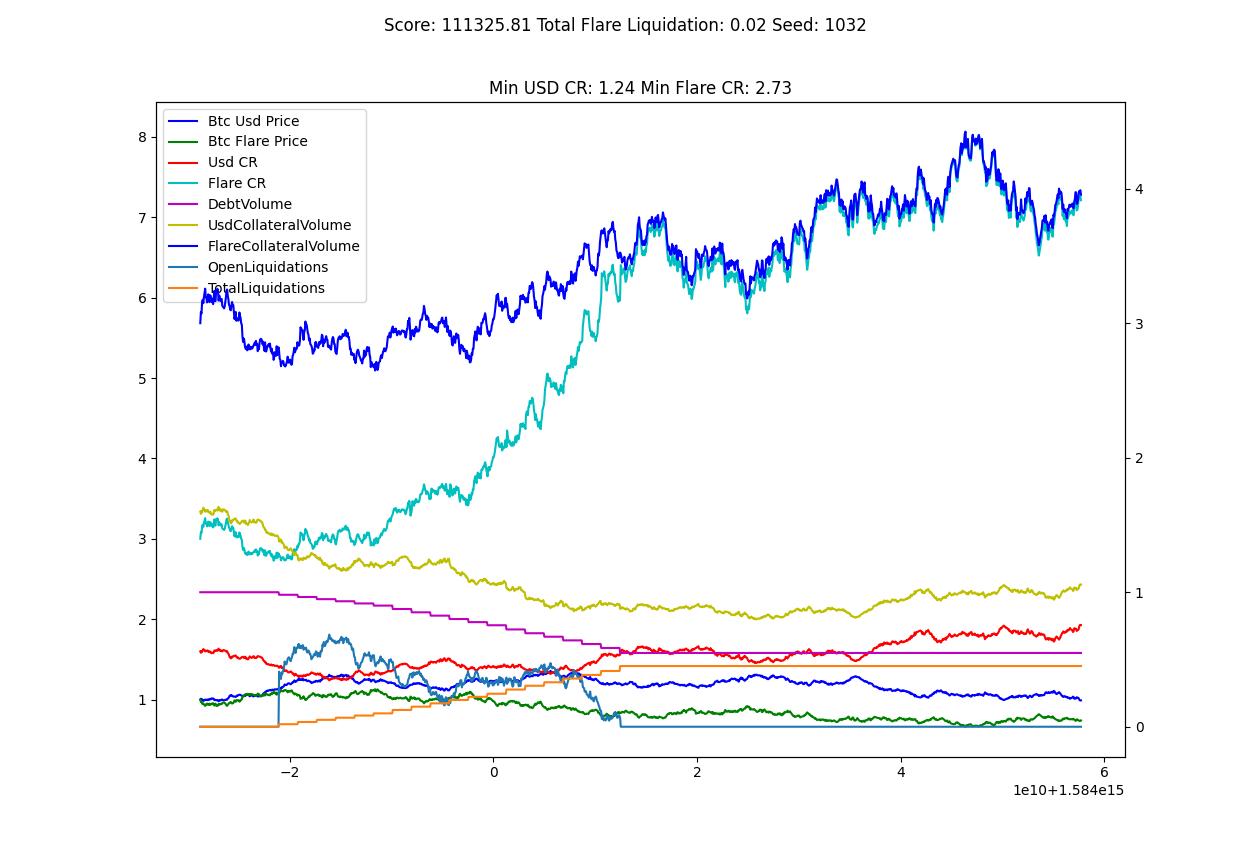 Score: 111325.81 Total Flare Liquidation: 0.02 Seed: 1032
Min USD CR: 1.24 Min Flare CR: 2.73
Btc Usd Price
Btc Flare Price
Usd CR
Flare CR
DebtVolume
UsdCollateralVolume
FlareCollateralVolume
OpenLiquidations
TotalLiquidations
8
7
6
5
4
3
2
1
4
3
2
1
0
−2
0
2
4
6
1e10+1.584e15